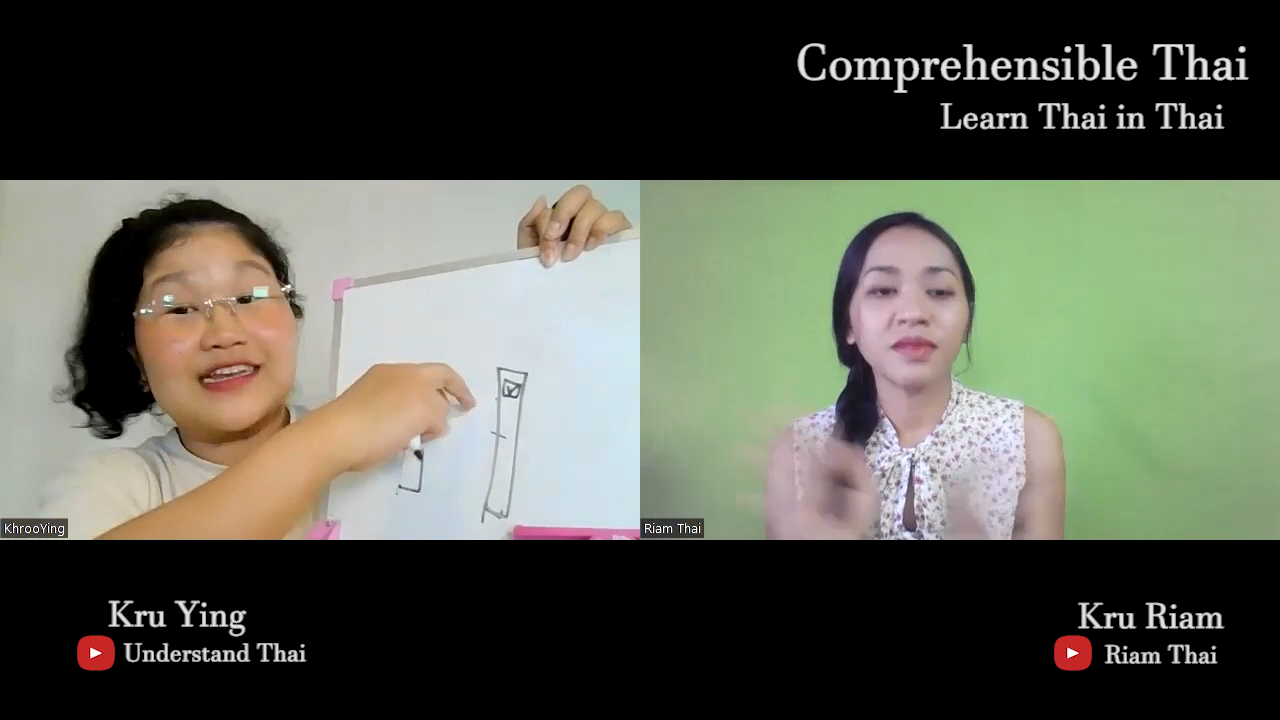 Comprehensible Thai
Learn Thai in Thai
KhrooYing
Riam Thai
Kru Ying
Understand Thai
Kru Riam
Riam Thai